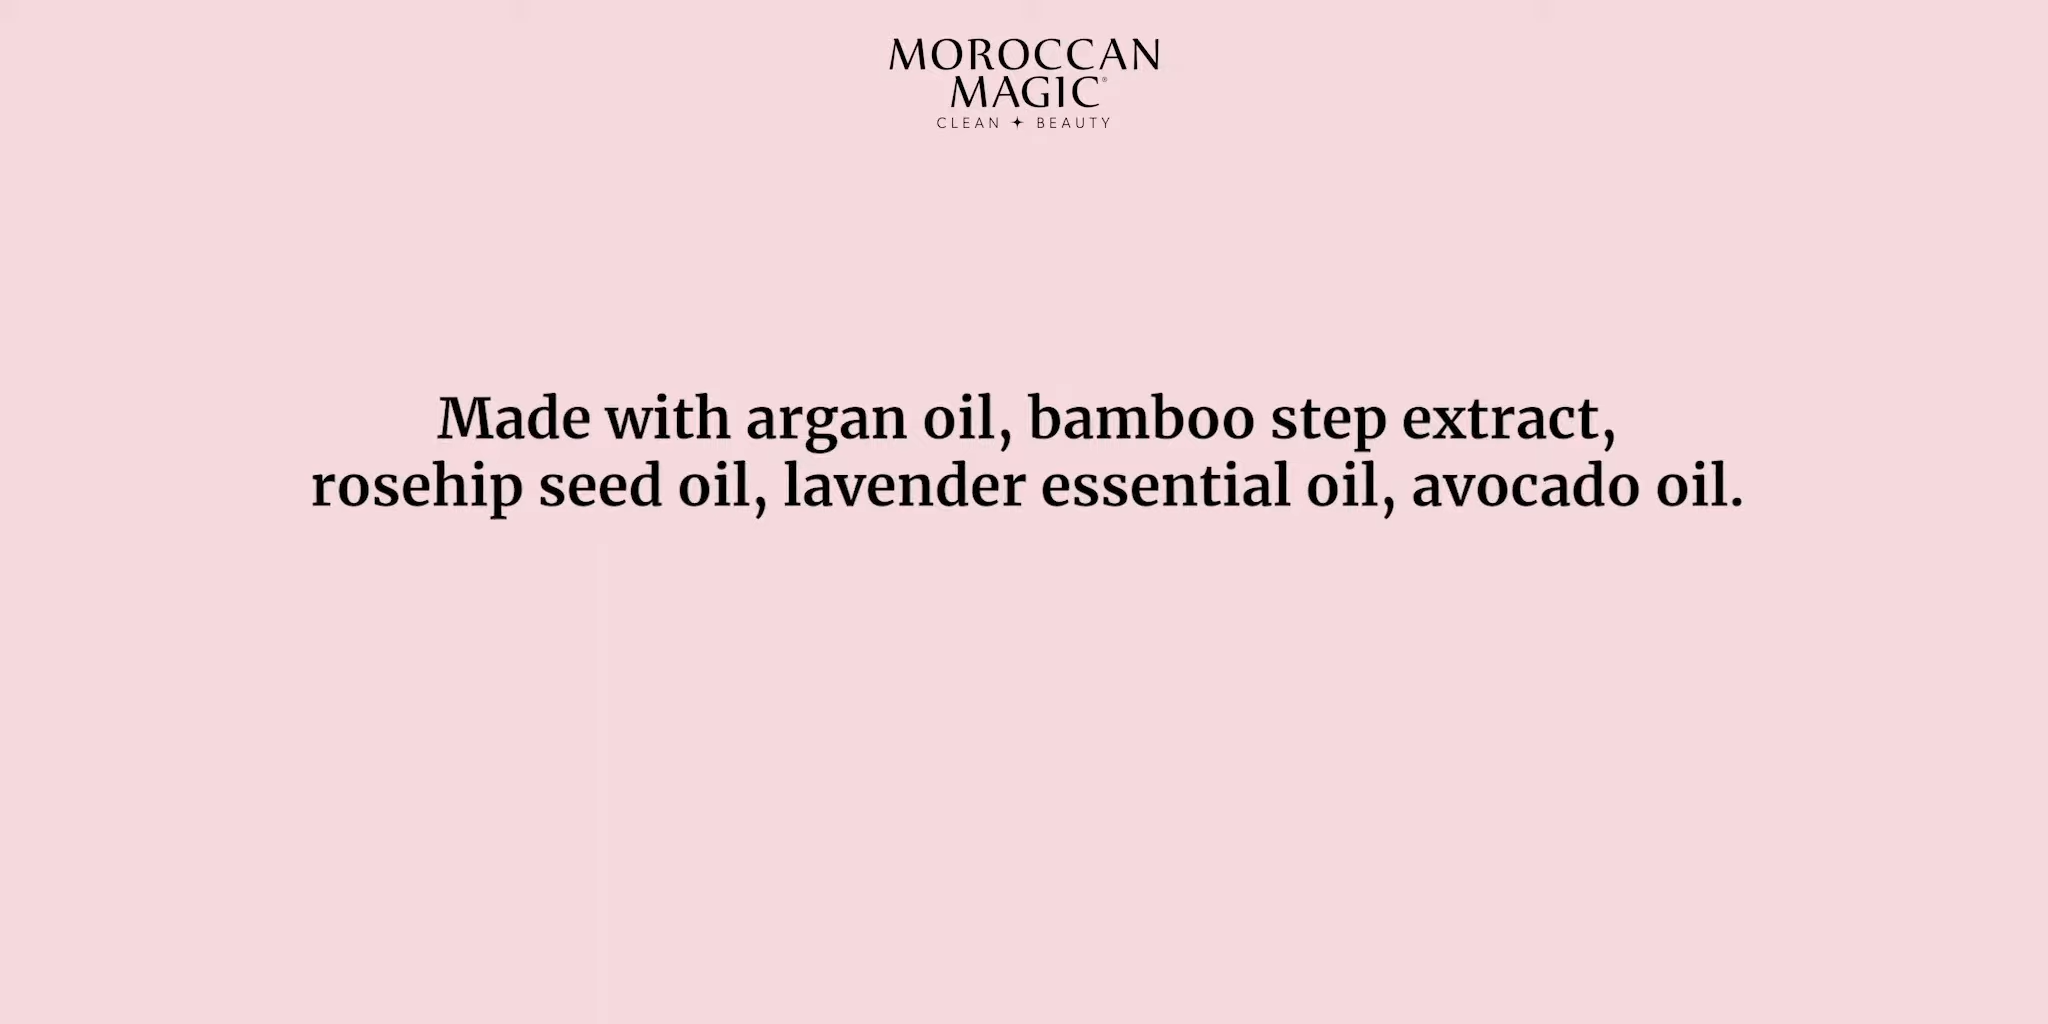 MOROCCAN
MAGIC®
CLEAN ✦ BEAUTY
Made with argan oil, bamboo step extract,
rosehip seed oil, lavender essential oil, avocado oil.